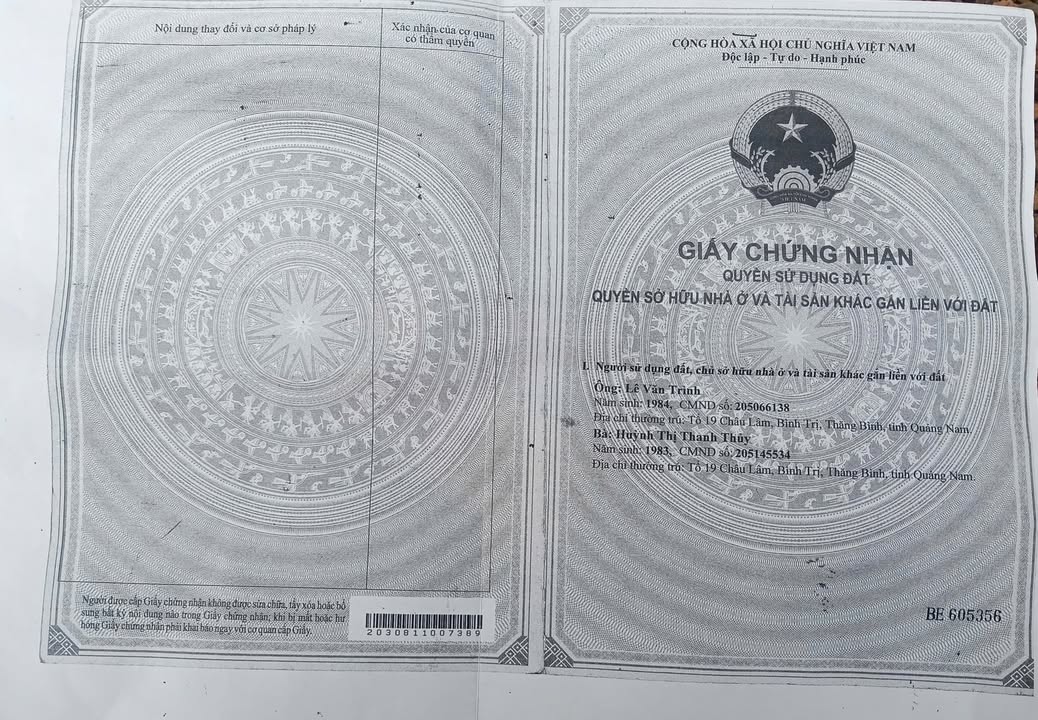 Nội dung thay đổi và cơ sở pháp lý
Xác nhận của cơ quan
có thẩm quyền
Người được cấp Giấy chứng nhận không được sửa chữa, tẩy xóa hoặc bổ
sung bất kỳ nội dung nào trong Giấy chứng nhận; khi bị mất hoặc hư
hỏng Giấy chứng nhận phải khai báo ngay với cơ quan cấp Giấy.
2030811007389
CỘNG HÒA XÃ HỘI CHỦ NGHĨA VIỆT NAM
Độc lập - Tự do - Hạnh phúc
VIỆT NAM
GIẤY CHỨNG NHẬN
QUYỀN SỬ DỤNG ĐẤT
QUYỀN SỞ HỮU NHÀ Ở VÀ TÀI SẢN KHÁC GẮN LIỀN VỚI ĐẤT
I. Người sử dụng đất, chủ sở hữu nhà ở và tài sản khác gắn liền với đất
Ông: Lê Văn Trình
Năm sinh: 1984, CMND số: 205066138
Địa chỉ thường trú: Tổ 19 Châu Lâm, Bình Trị, Thăng Bình, tỉnh Quảng Nam.
Bà: Huỳnh Thị Thanh Thủy
Năm sinh: 1983, CMND số: 205145534
Địa chỉ thường trú: Tổ 19 Châu Lâm, Bình Trị, Thăng Bình, tỉnh Quảng Nam.
BE 605356